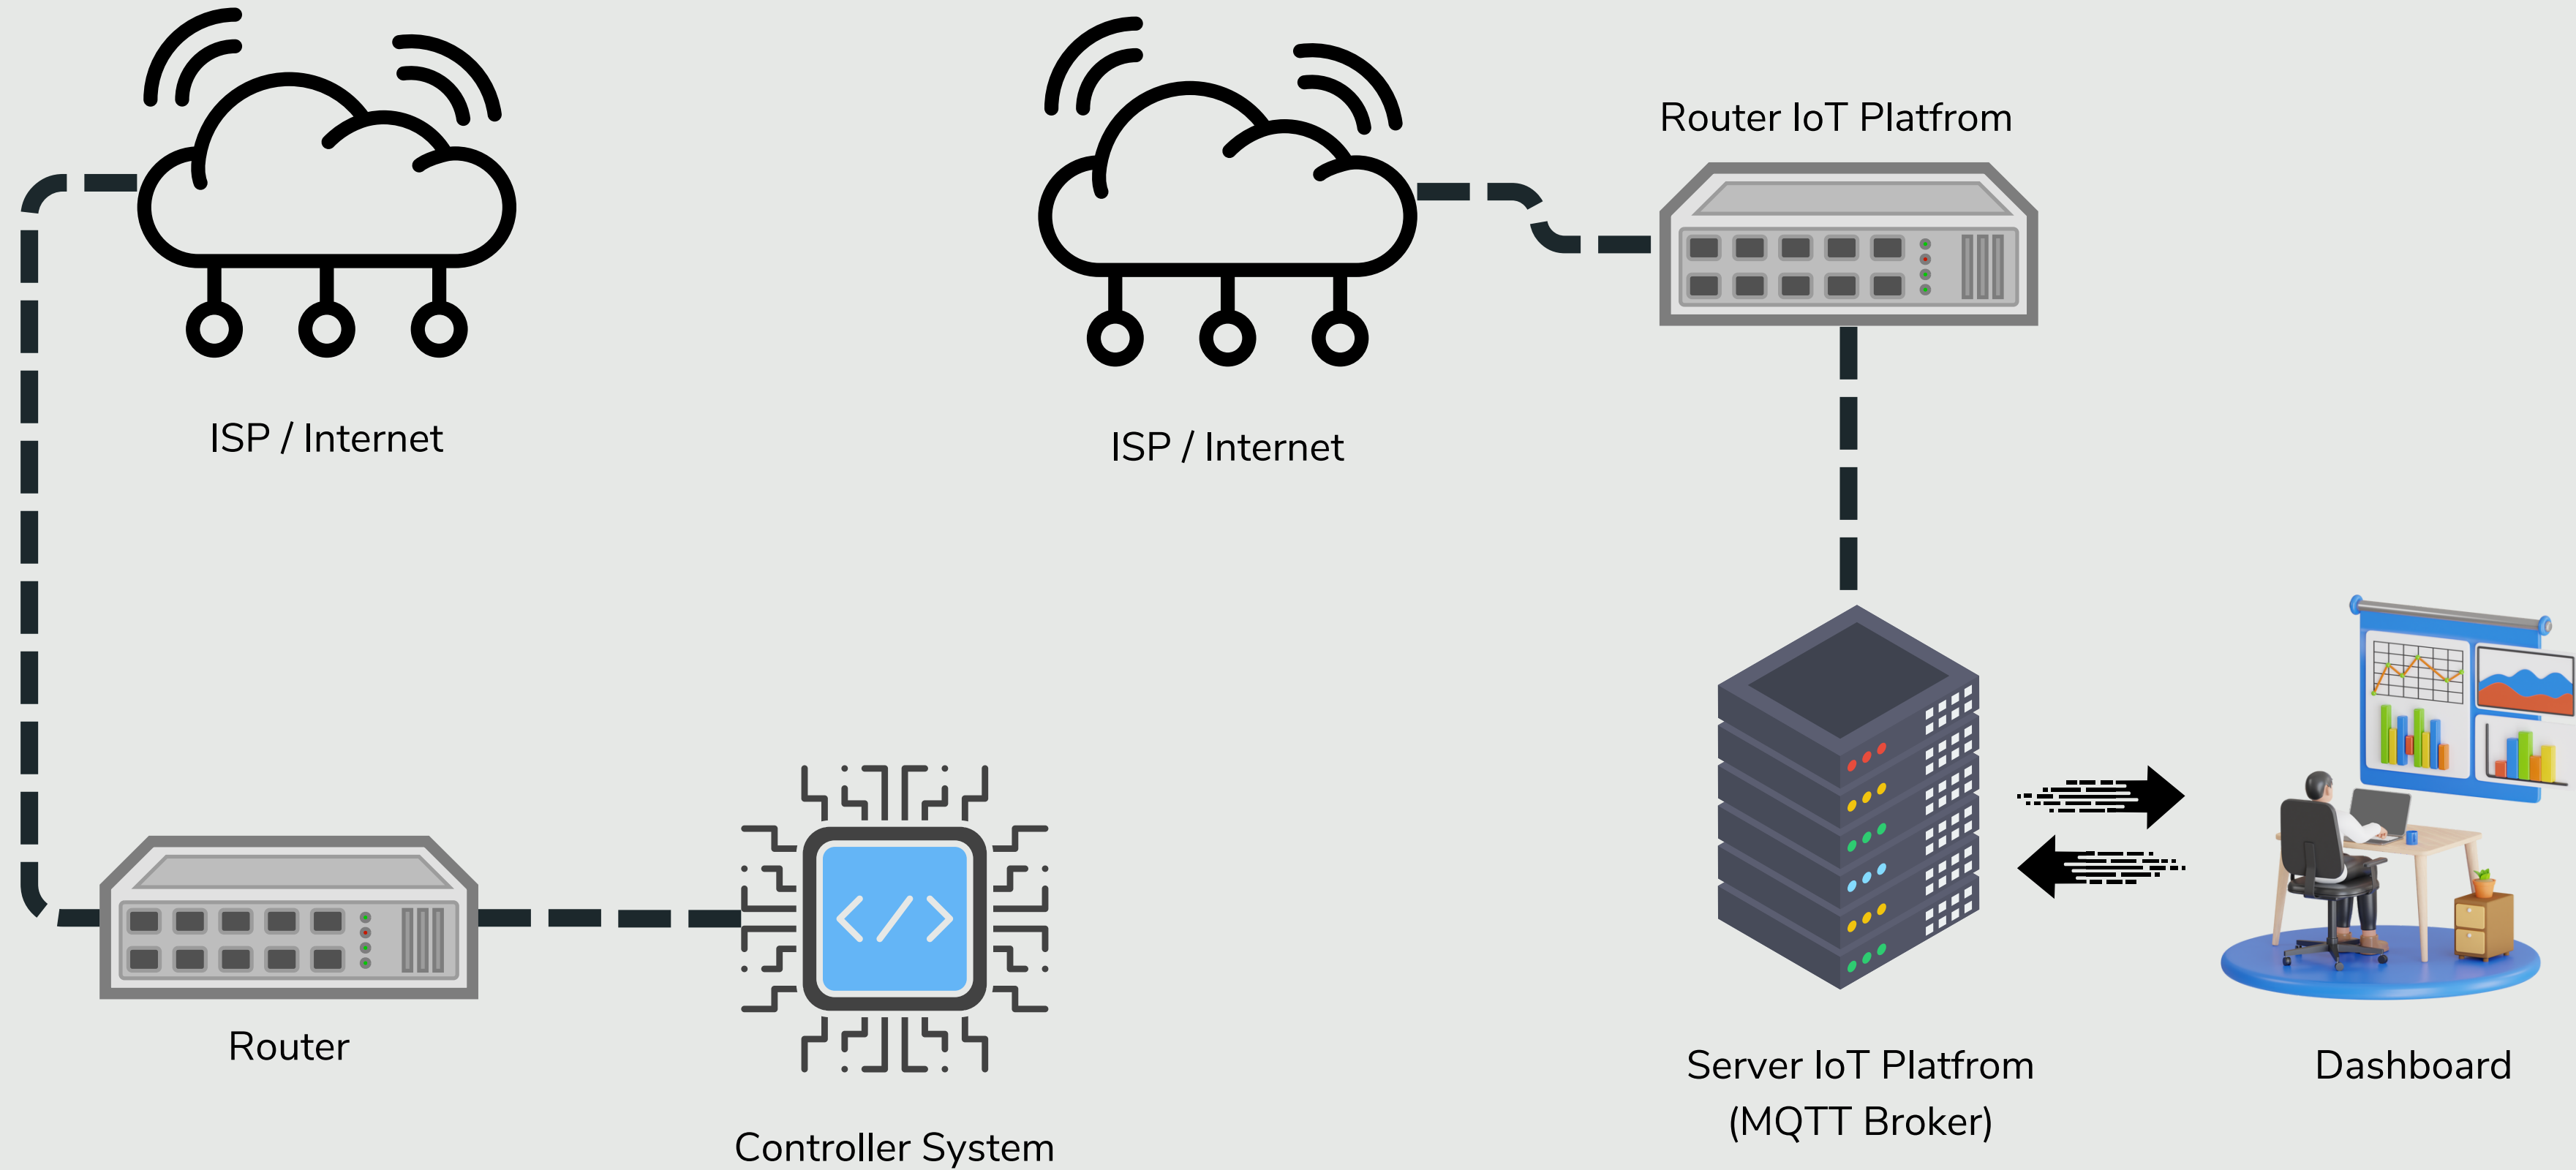 Router IoT Platfrom
ISP / Internet
ISP / Internet
Router
Controller System
Server IoT Platfrom
(MQTT Broker)
Dashboard